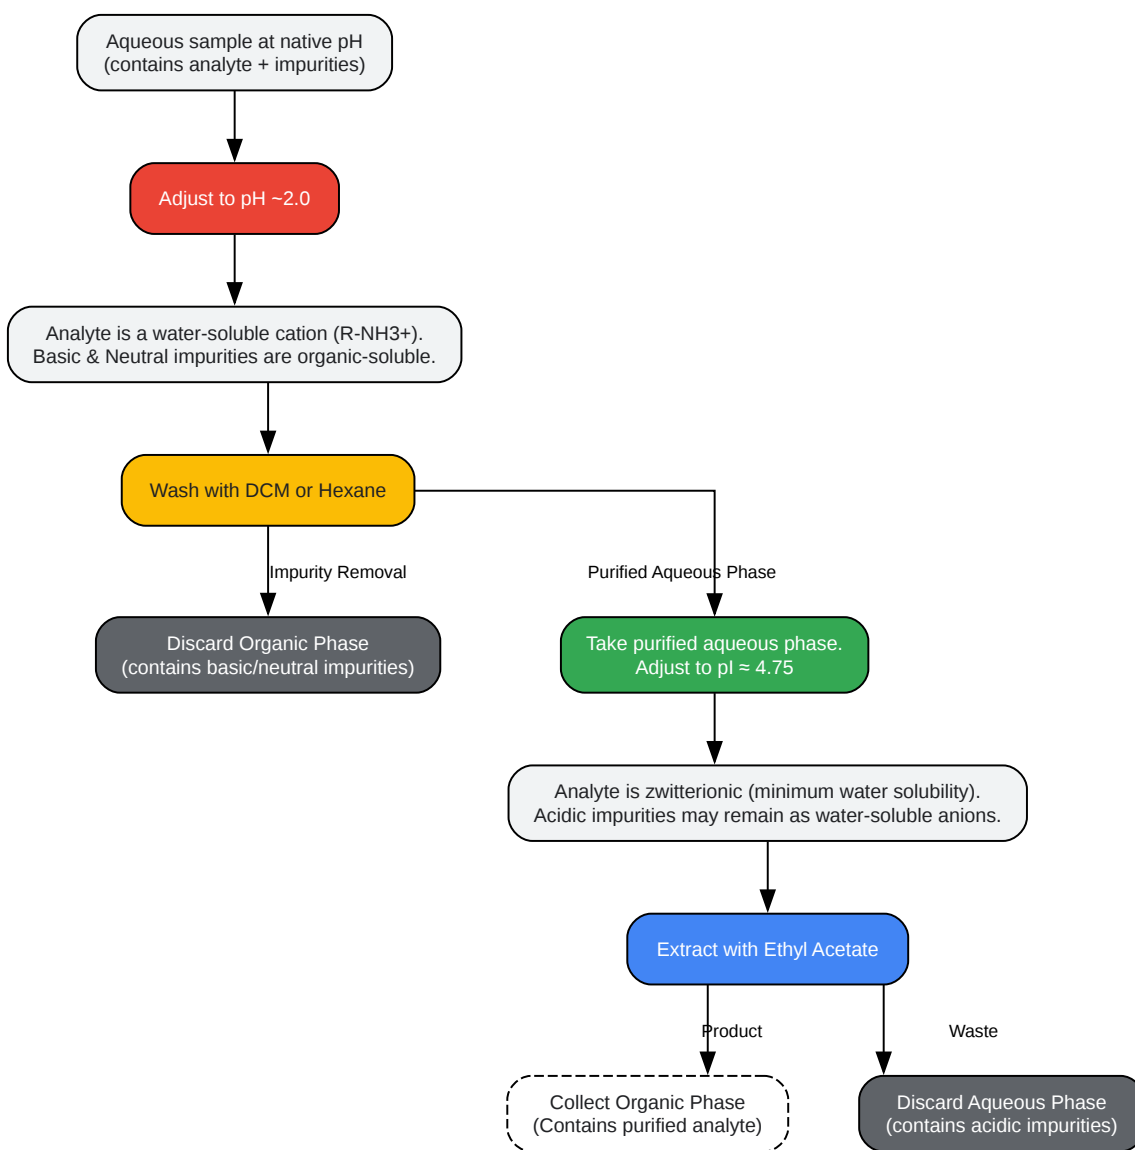 Aqueous sample at native pH
(contains analyte + impurities)
Adjust to pH ~2.0
Analyte is a water-soluble cation (R-NH3+).
Basic & Neutral impurities are organic-soluble.
Wash with DCM or Hexane
Impurity Removal
Purified Aqueous Phase
Discard Organic Phase
(contains basic/neutral impurities)
Take purified aqueous phase.
Adjust to pI ≈ 4.75
Analyte is zwitterionic (minimum water solubility).
Acidic impurities may remain as water-soluble anions.
Extract with Ethyl Acetate
Product
Waste
Collect Organic Phase
(Contains purified analyte)
Discard Aqueous Phase
(contains acidic impurities)